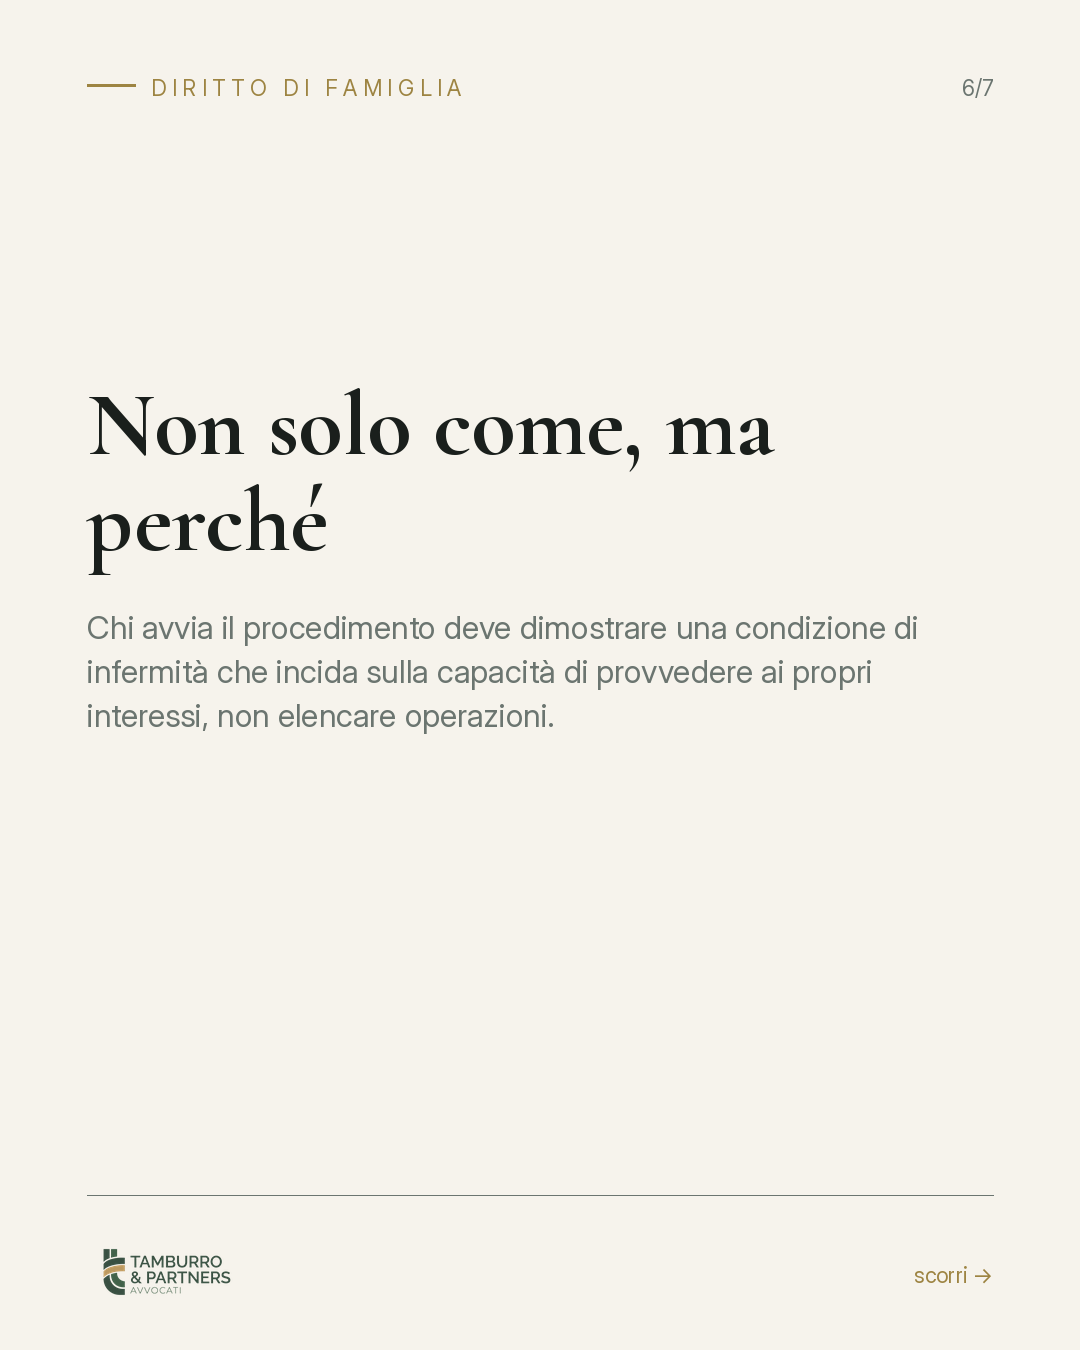 DIRITTO DI FAMIGLIA
6/7
Non solo come, ma
perché
Chi avvia il procedimento deve dimostrare una condizione di
infermità che incida sulla capacità di provvedere ai propri
interessi, non elencare operazioni.
TAMBURRO
& PARTNERS
AVVOCATI
scorri →